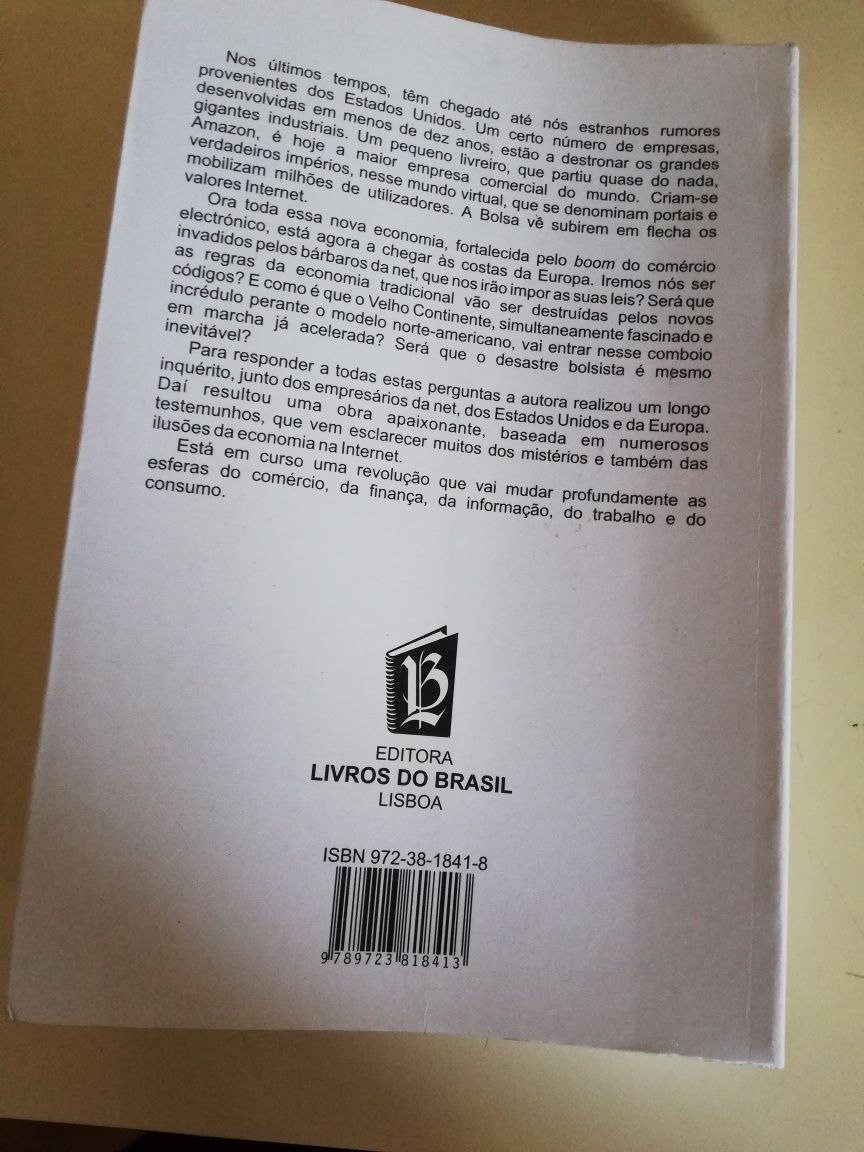 Nos últimos tempos, têm chegado até nós estranhos rumores
provenientes dos Estados Unidos. Um certo número de empresas,
desenvolvidas em menos de dez anos, estão a destronar os grandes
gigantes industriais. Um pequeno livreiro, que partiu quase do nada,
Amazon, é hoje a maior empresa comercial do mundo. Criam-se
verdadeiros impérios, nesse mundo virtual, que se denominam portais e
mobilizam milhões de utilizadores. A Bolsa vê subirem em flecha os
valores Internet.
Ora toda essa nova economia, fortalecida pelo boom do comércio
electrónico, está agora a chegar às costas da Europa. Iremos nós ser
invadidos pelos bárbaros da net, que nos irão impor as suas leis? Será que
as regras da economia tradicional vão ser destruídas pelos novos
códigos? E como é que o Velho Continente, simultaneamente fascinado e
incrédulo perante o modelo norte-americano, vai entrar nesse comboio
em marcha já acelerada? Será que o desastre bolsista é mesmo
inevitável?
Para responder a todas estas perguntas a autora realizou um longo
inquérito, junto dos empresários da net, dos Estados Unidos e da Europa.
Daí resultou uma obra apaixonante, baseada em numerosos
testemunhos, que vem esclarecer muitos dos mistérios e também das
ilusões da economia na Internet.
Está em curso uma revolução que vai mudar profundamente as
esferas do comércio, da finança, da informação, do trabalho e do
consumo.
LB
EDITORA
LIVROS DO BRASIL
LISBOA
ISBN 972-38-1841-8
9 789723 818413